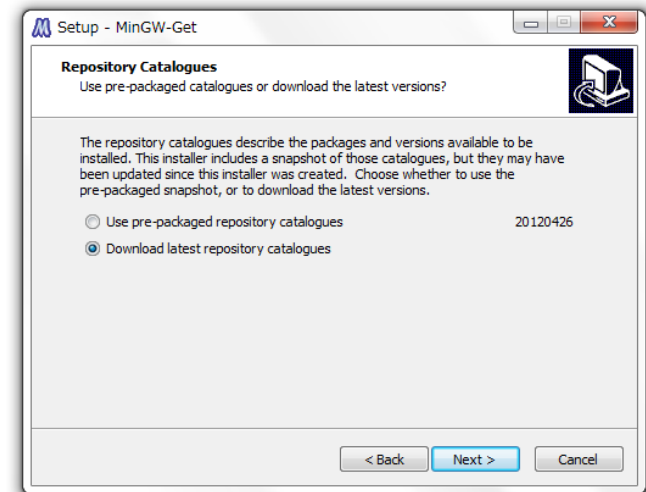 Setup - MinGW-Get
Repository Catalogues
Use pre-packaged catalogues or download the latest versions?
The repository catalogues describe the packages and versions available to be
installed. This installer includes a snapshot of those catalogues, but they may have
been updated since this installer was created.  Choose whether to use the
pre-packaged snapshot, or to download the latest versions.
Use pre-packaged repository catalogues 20120426
Download latest repository catalogues
< Back Next > Cancel